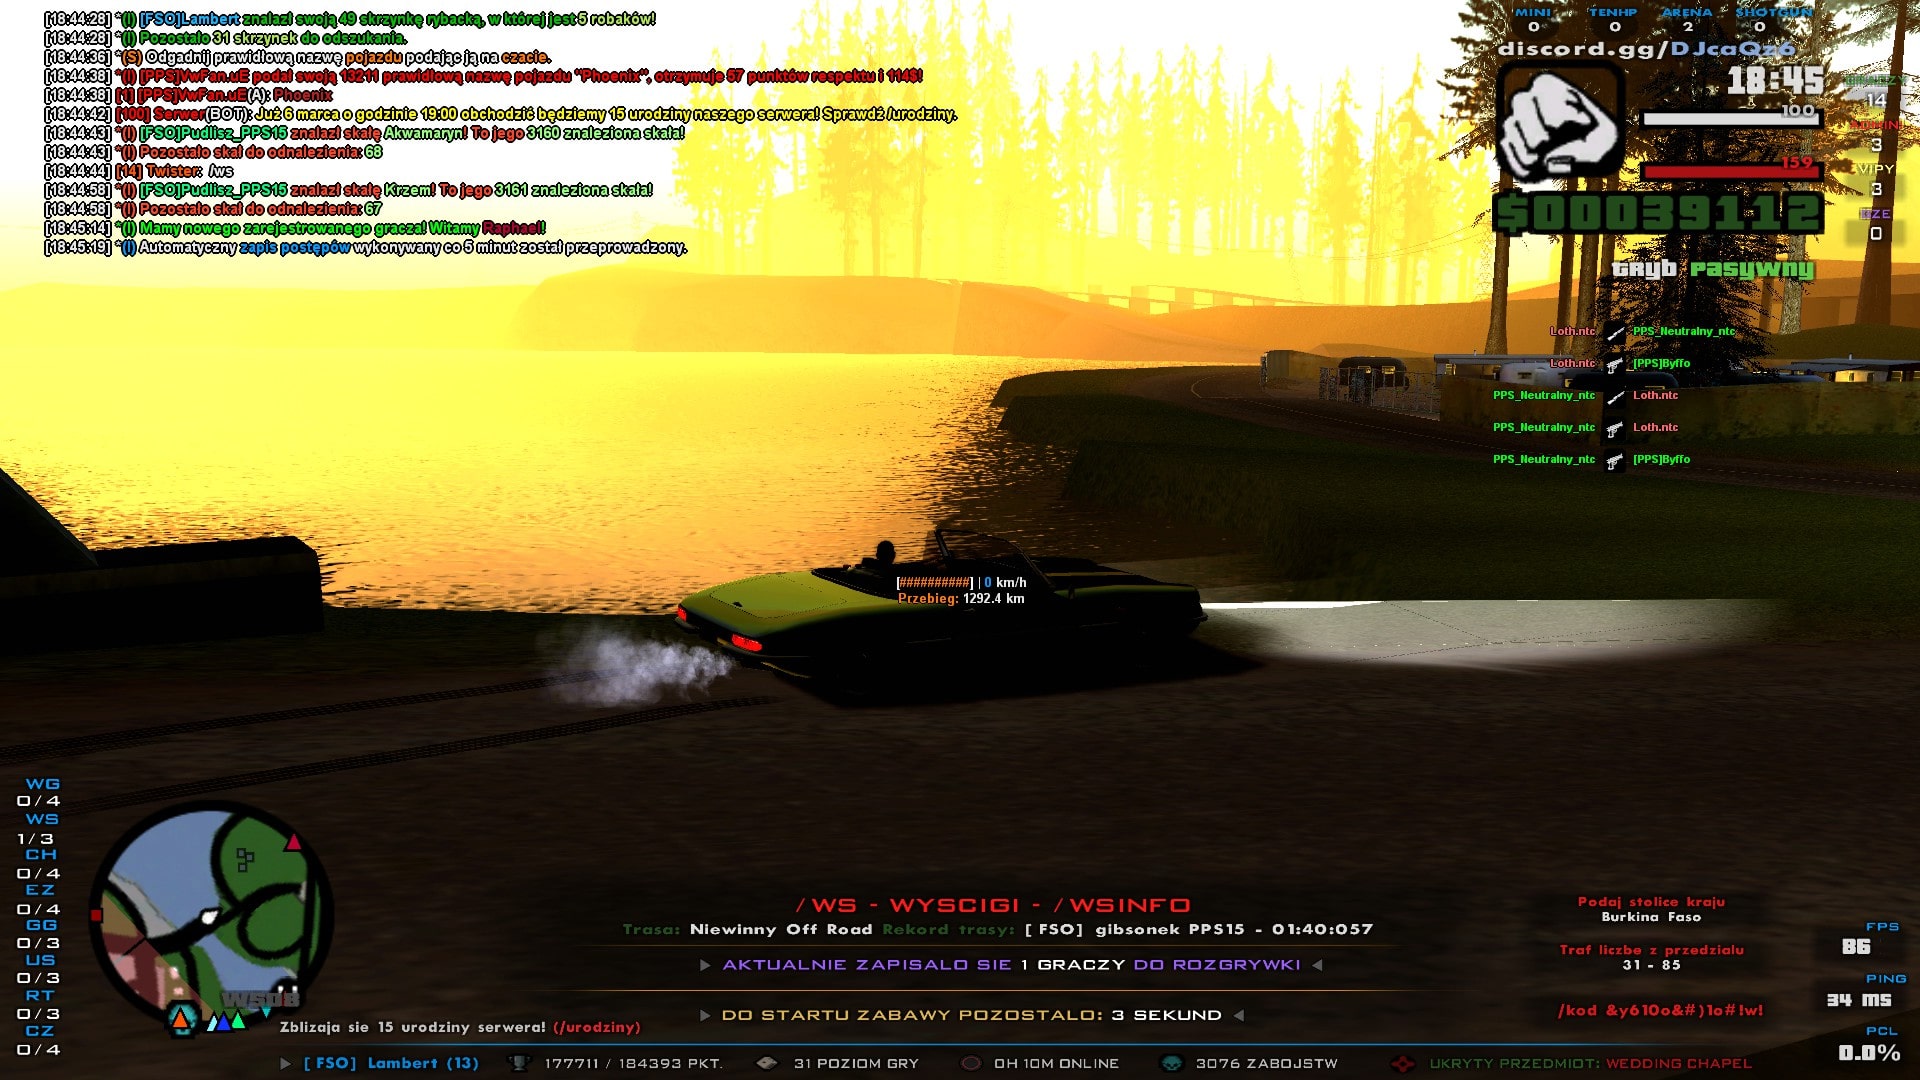 [18:44:28] *(I) [FSO]Lambert znalazł swoją 49 skrzynkę rybacką, w której jest 5 robaków!
[18:44:28] *(I) Pozostało 31 skrzynek do odszukania.
[18:44:36] *(S) Odgadnij prawidłową nazwę pojazdu podając ją na czacie.
[18:44:38] *(I) [PPS]VwFan.uE podał swoją 13211 prawidłową nazwę pojazdu "Phoenix", otrzymuje 57 punktów respektu i 114$!
[18:44:38] [1] [PPS]VwFan.uE(A): Phoenix
[18:44:42] [100] Serwer(BOT): Już 6 marca o godzinie 19:00 obchodzić będziemy 15 urodziny naszego serwera! Sprawdź /urodziny.
[18:44:43] *(I) [FSO]Pudlisz_PPS15 znalazł skałę Akwamaryn! To jego 3160 znaleziona skała!
[18:44:43] *(I) Pozostało skał do odnalezienia: 68
[18:44:44] [14] Twister: /ws
[18:44:58] *(I) [FSO]Pudlisz_PPS15 znalazł skałę Krzem! To jego 3161 znaleziona skała!
[18:44:58] *(I) Pozostało skał do odnalezienia: 67
[18:45:14] *(I) Mamy nowego zarejestrowanego gracza! Witamy Raphael!
[18:45:19] *(I) Automatyczny zapis postępów wykonywany co 5 minut został przeprowadzony.
MINI TENHP ARENA SHOTGUN
0 0 2 0
discord.gg/DJcaQz6
18:45
14
100
3
159
VIPY
3
$00039112
0
tryb pasywny
Loth.ntc PPS_Neutralny_ntc
Loth.ntc [PPS]Byffo
PPS_Neutralny_ntc Loth.ntc
PPS_Neutralny_ntc Loth.ntc
PPS_Neutralny_ntc [PPS]Byffo
[##########] | 0 km/h
Przebieg: 1292.4 km
WG
0/4
WS
1/3
CH
0/4
EZ
0/4
GG
0/3
US
0/3
RT
0/3
CZ
0/4
/WS - WYSCIGI - /WSINFO
Trasa: Niewinny Off Road Rekord trasy: [FSO] gibsonek PPS15 - 01:40:057
AKTUALNIE ZAPISALO SIE 1 GRACZY DO ROZGRYWKI
DO STARTU ZABAWY POZOSTALO: 3 SEKUND
Podaj stolice kraju
Burkina Faso
Traf liczbe z przedzialu
31 - 85
/kod &y610o&#)1o#!w!
FPS
86
PING
34 ms
PCL
0.0%
Zblizaja sie 15 urodziny serwera! (/urodziny)
[FSO] Lambert (13) 177711 / 184393 PKT. 31 POZIOM GRY 0H 10M ONLINE 3076 ZABOJSTW UKRYTY PRZEDMIOT: WEDDING CHAPEL